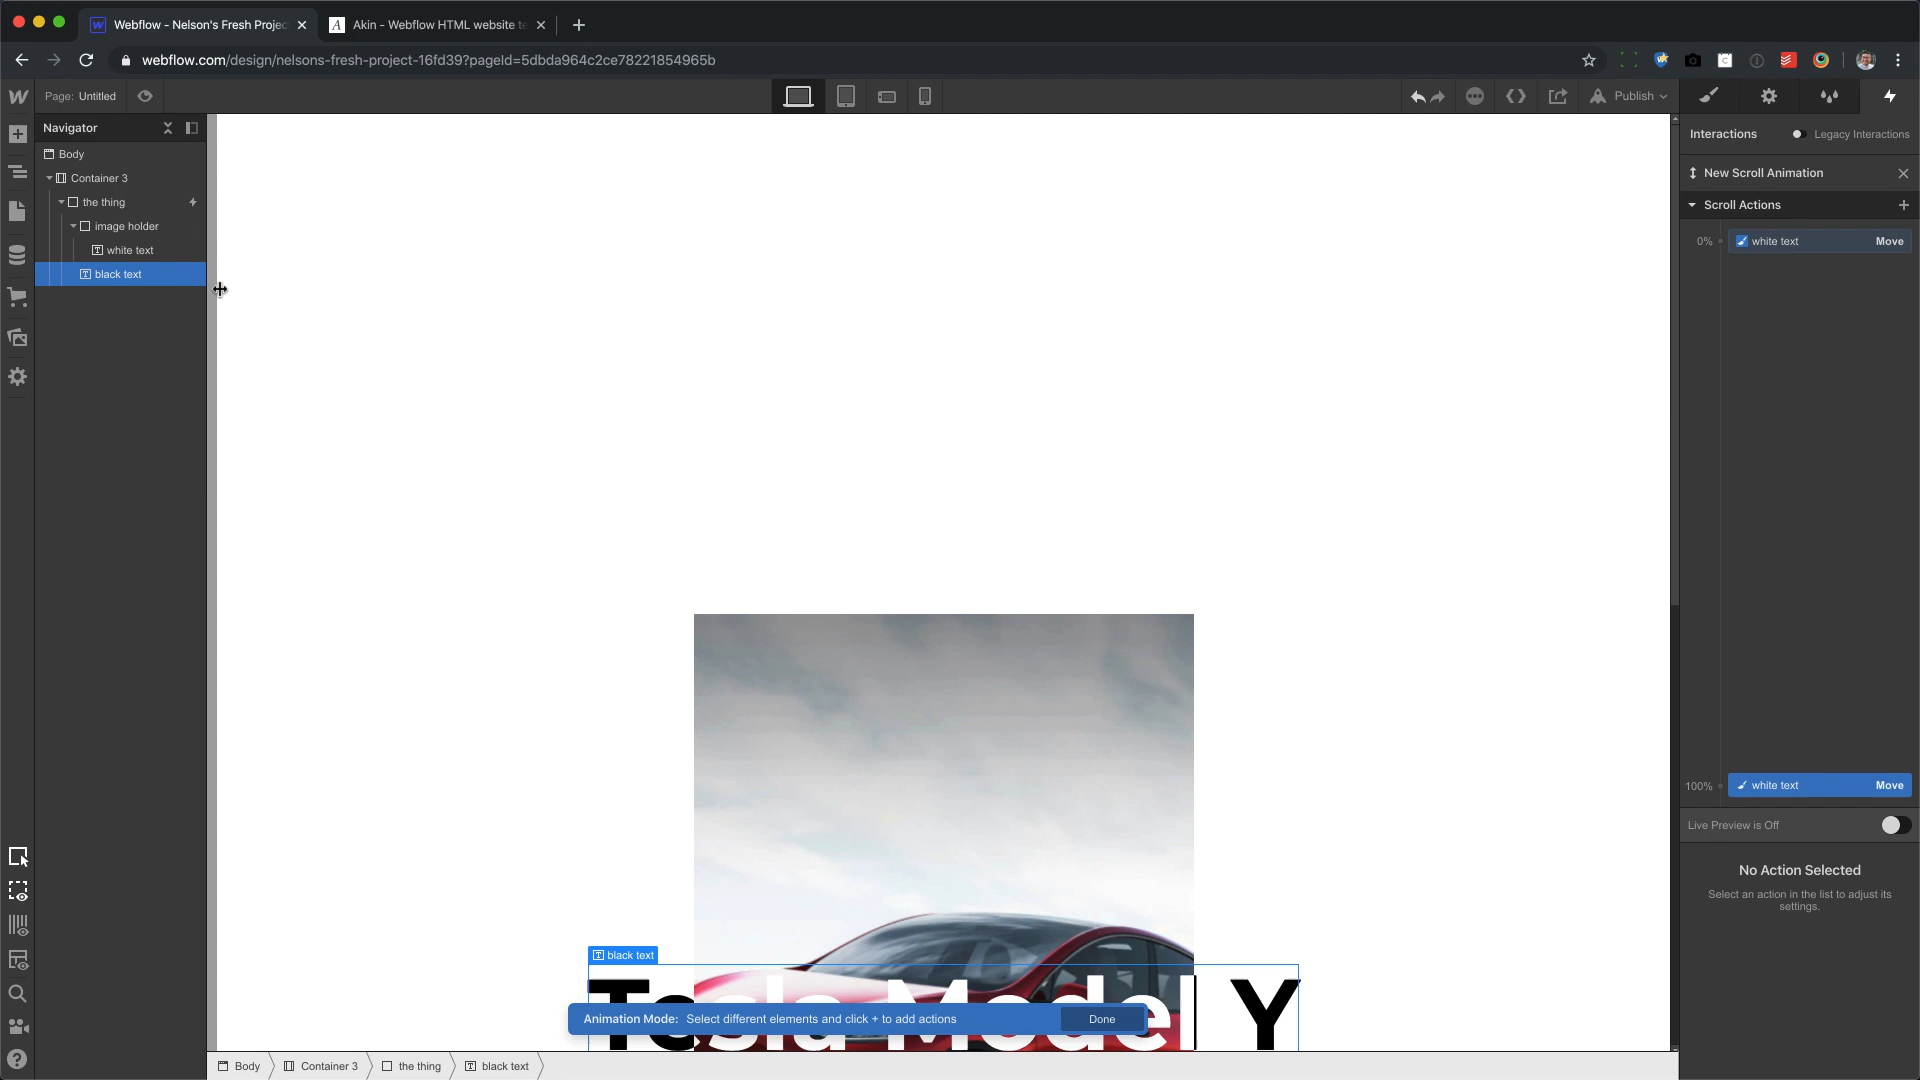 Webflow - Nelson's Fresh Projec
Akin - Webflow HTML website te
webflow.com/design/nelsons-fresh-project-16fd39?pageId=5dbda964c2ce78221854965b
Page: Untitled
Publish
Navigator
Body
Container 3
the thing
image holder
white text
black text
Interactions
Legacy Interactions
New Scroll Animation
Scroll Actions
0%
white text
Move
100%
white text
Move
Live Preview is Off
No Action Selected
Select an action in the list to adjust its
settings.
black text
Tesla Model Y
Animation Mode: Select different elements and click + to add actions
Done
Body
Container 3
the thing
black text